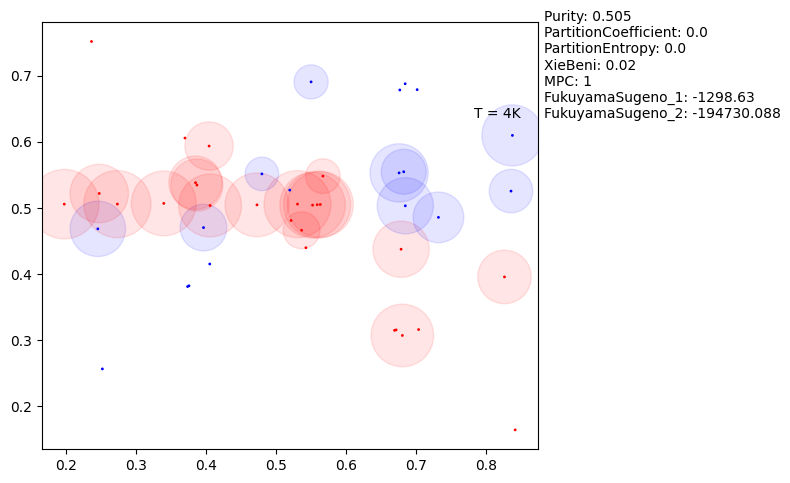 Purity: 0.505
PartitionCoefficient: 0.0
PartitionEntropy: 0.0
XieBeni: 0.02
MPC: 1
FukuyamaSugeno_1: -1298.63
FukuyamaSugeno_2: -194730.088
T = 4K
0.7
0.6
0.5
0.4
0.3
0.2
0.2 0.3 0.4 0.5 0.6 0.7 0.8